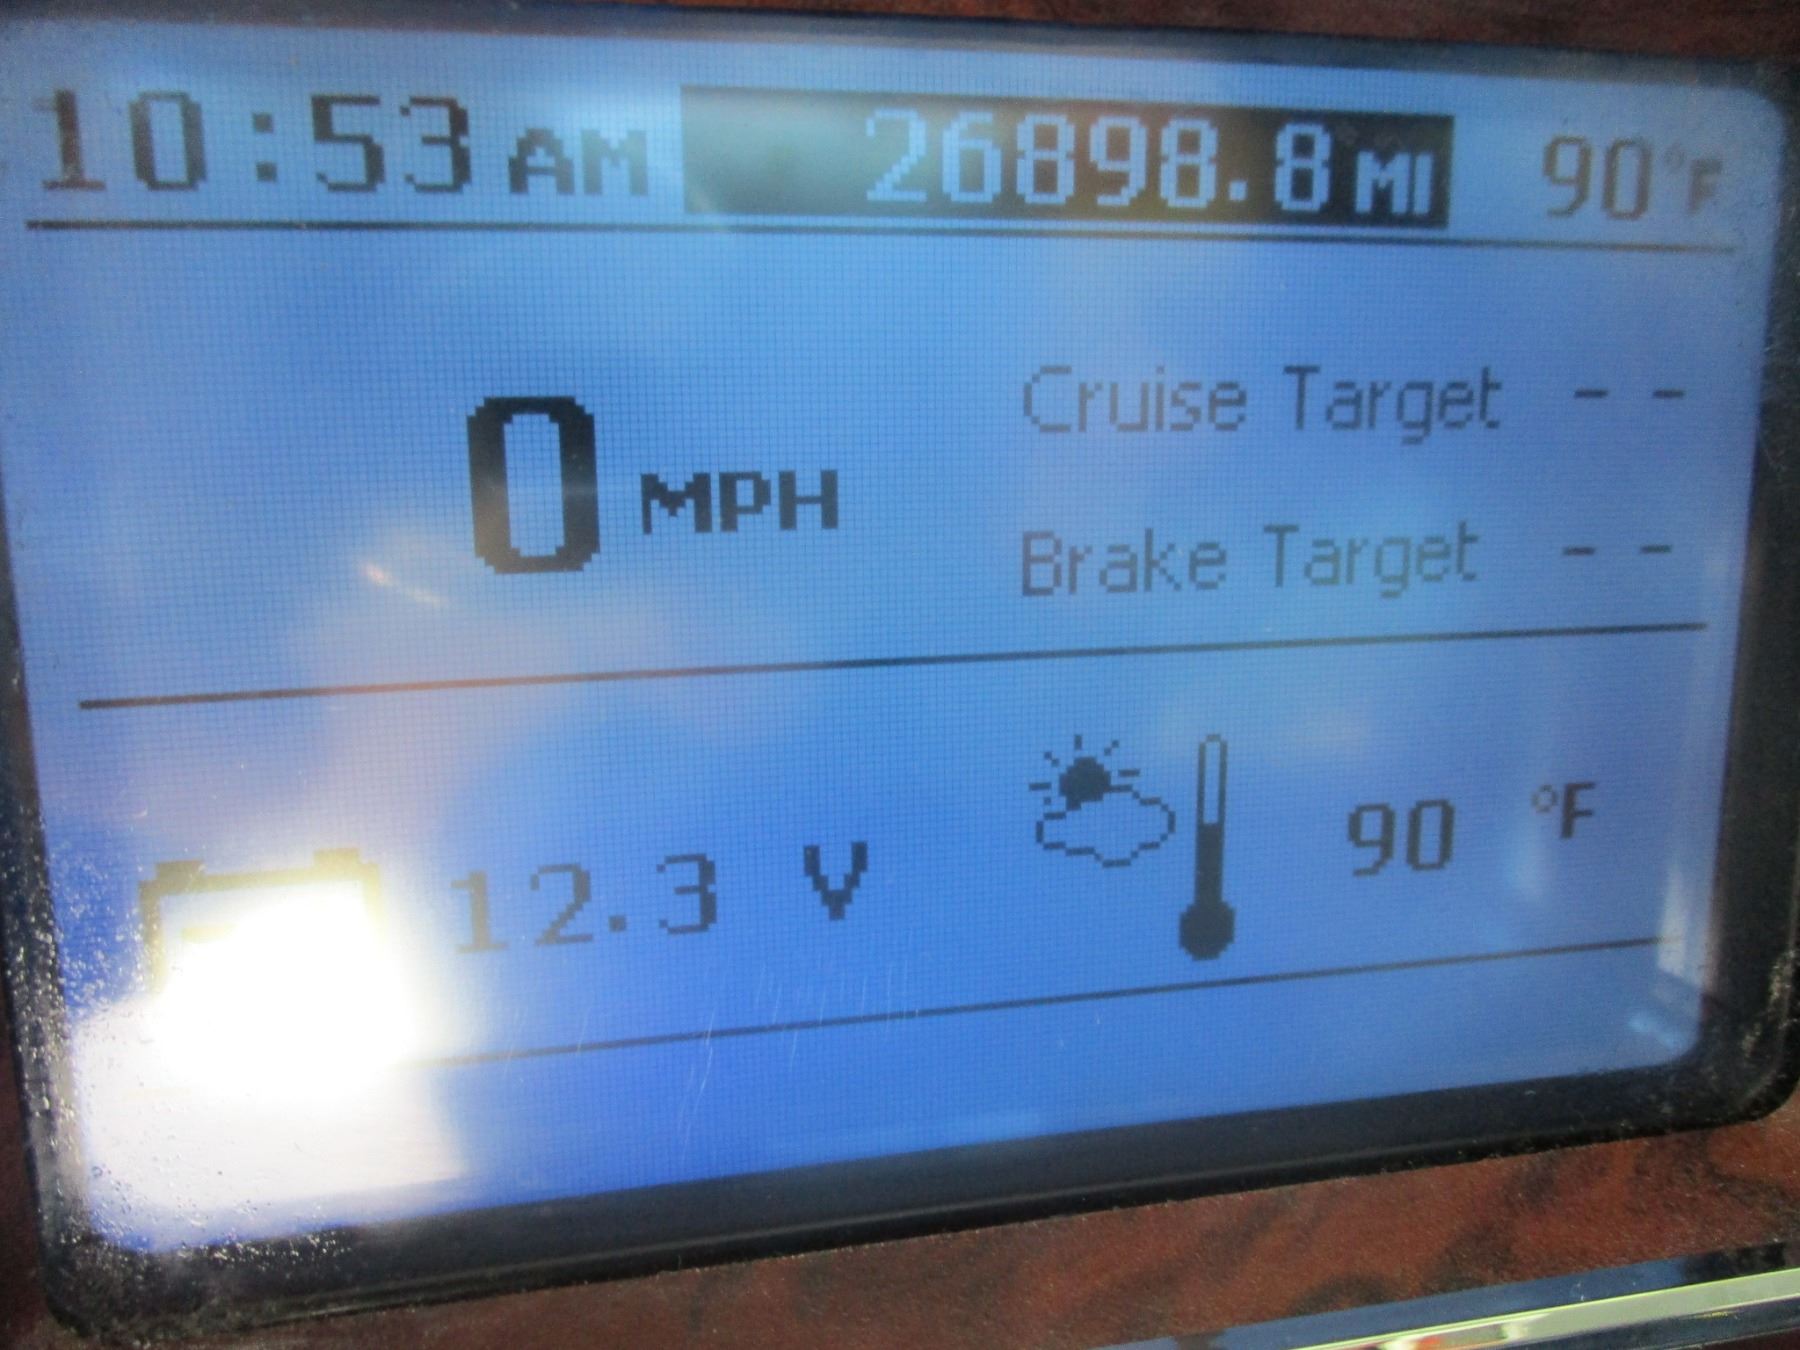 10:53 AM 26898.8 MI 90°F
0 MPH
Cruise Target - -
Brake Target - -
12.3 V 90 °F